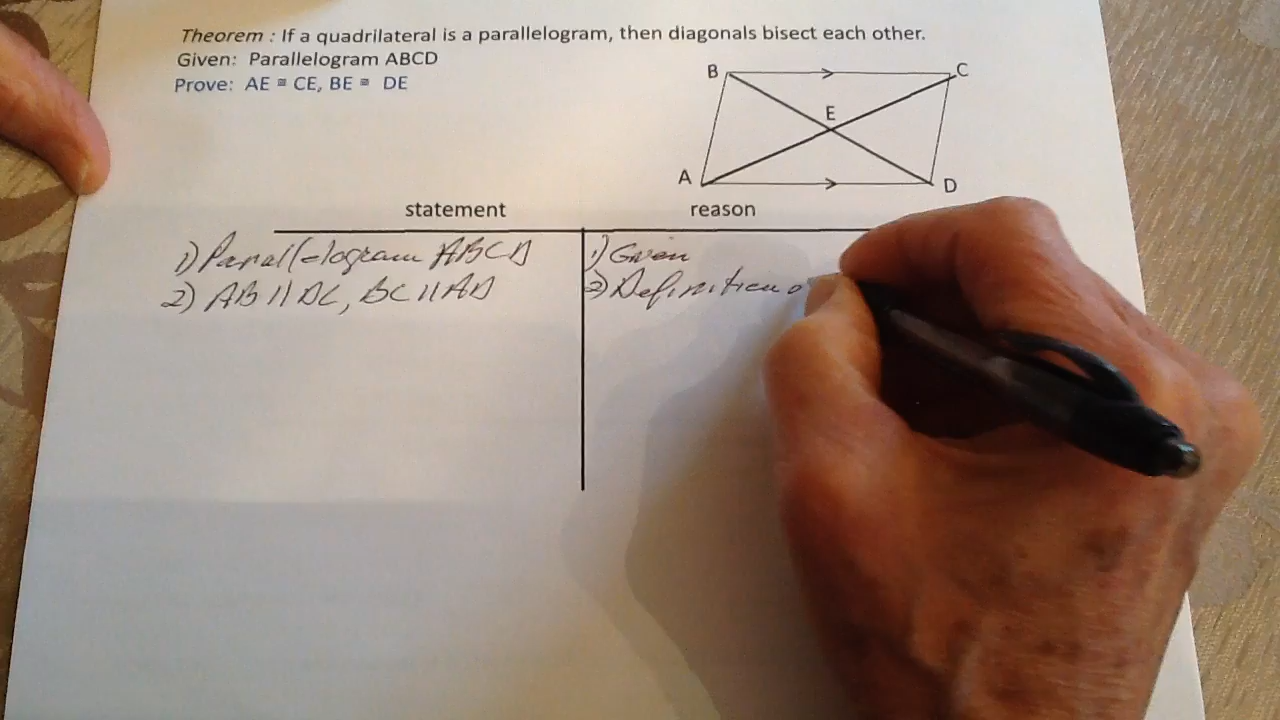 Theorem : If a quadrilateral is a parallelogram, then diagonals bisect each other.
Given: Parallelogram ABCD
Prove: AE ≅ CE, BE ≅ DE
B
C
E
A
D
statement
reason
1) Parallelogram ABCD
1) Given
2) AB || DC, BC || AD
2) Definition o